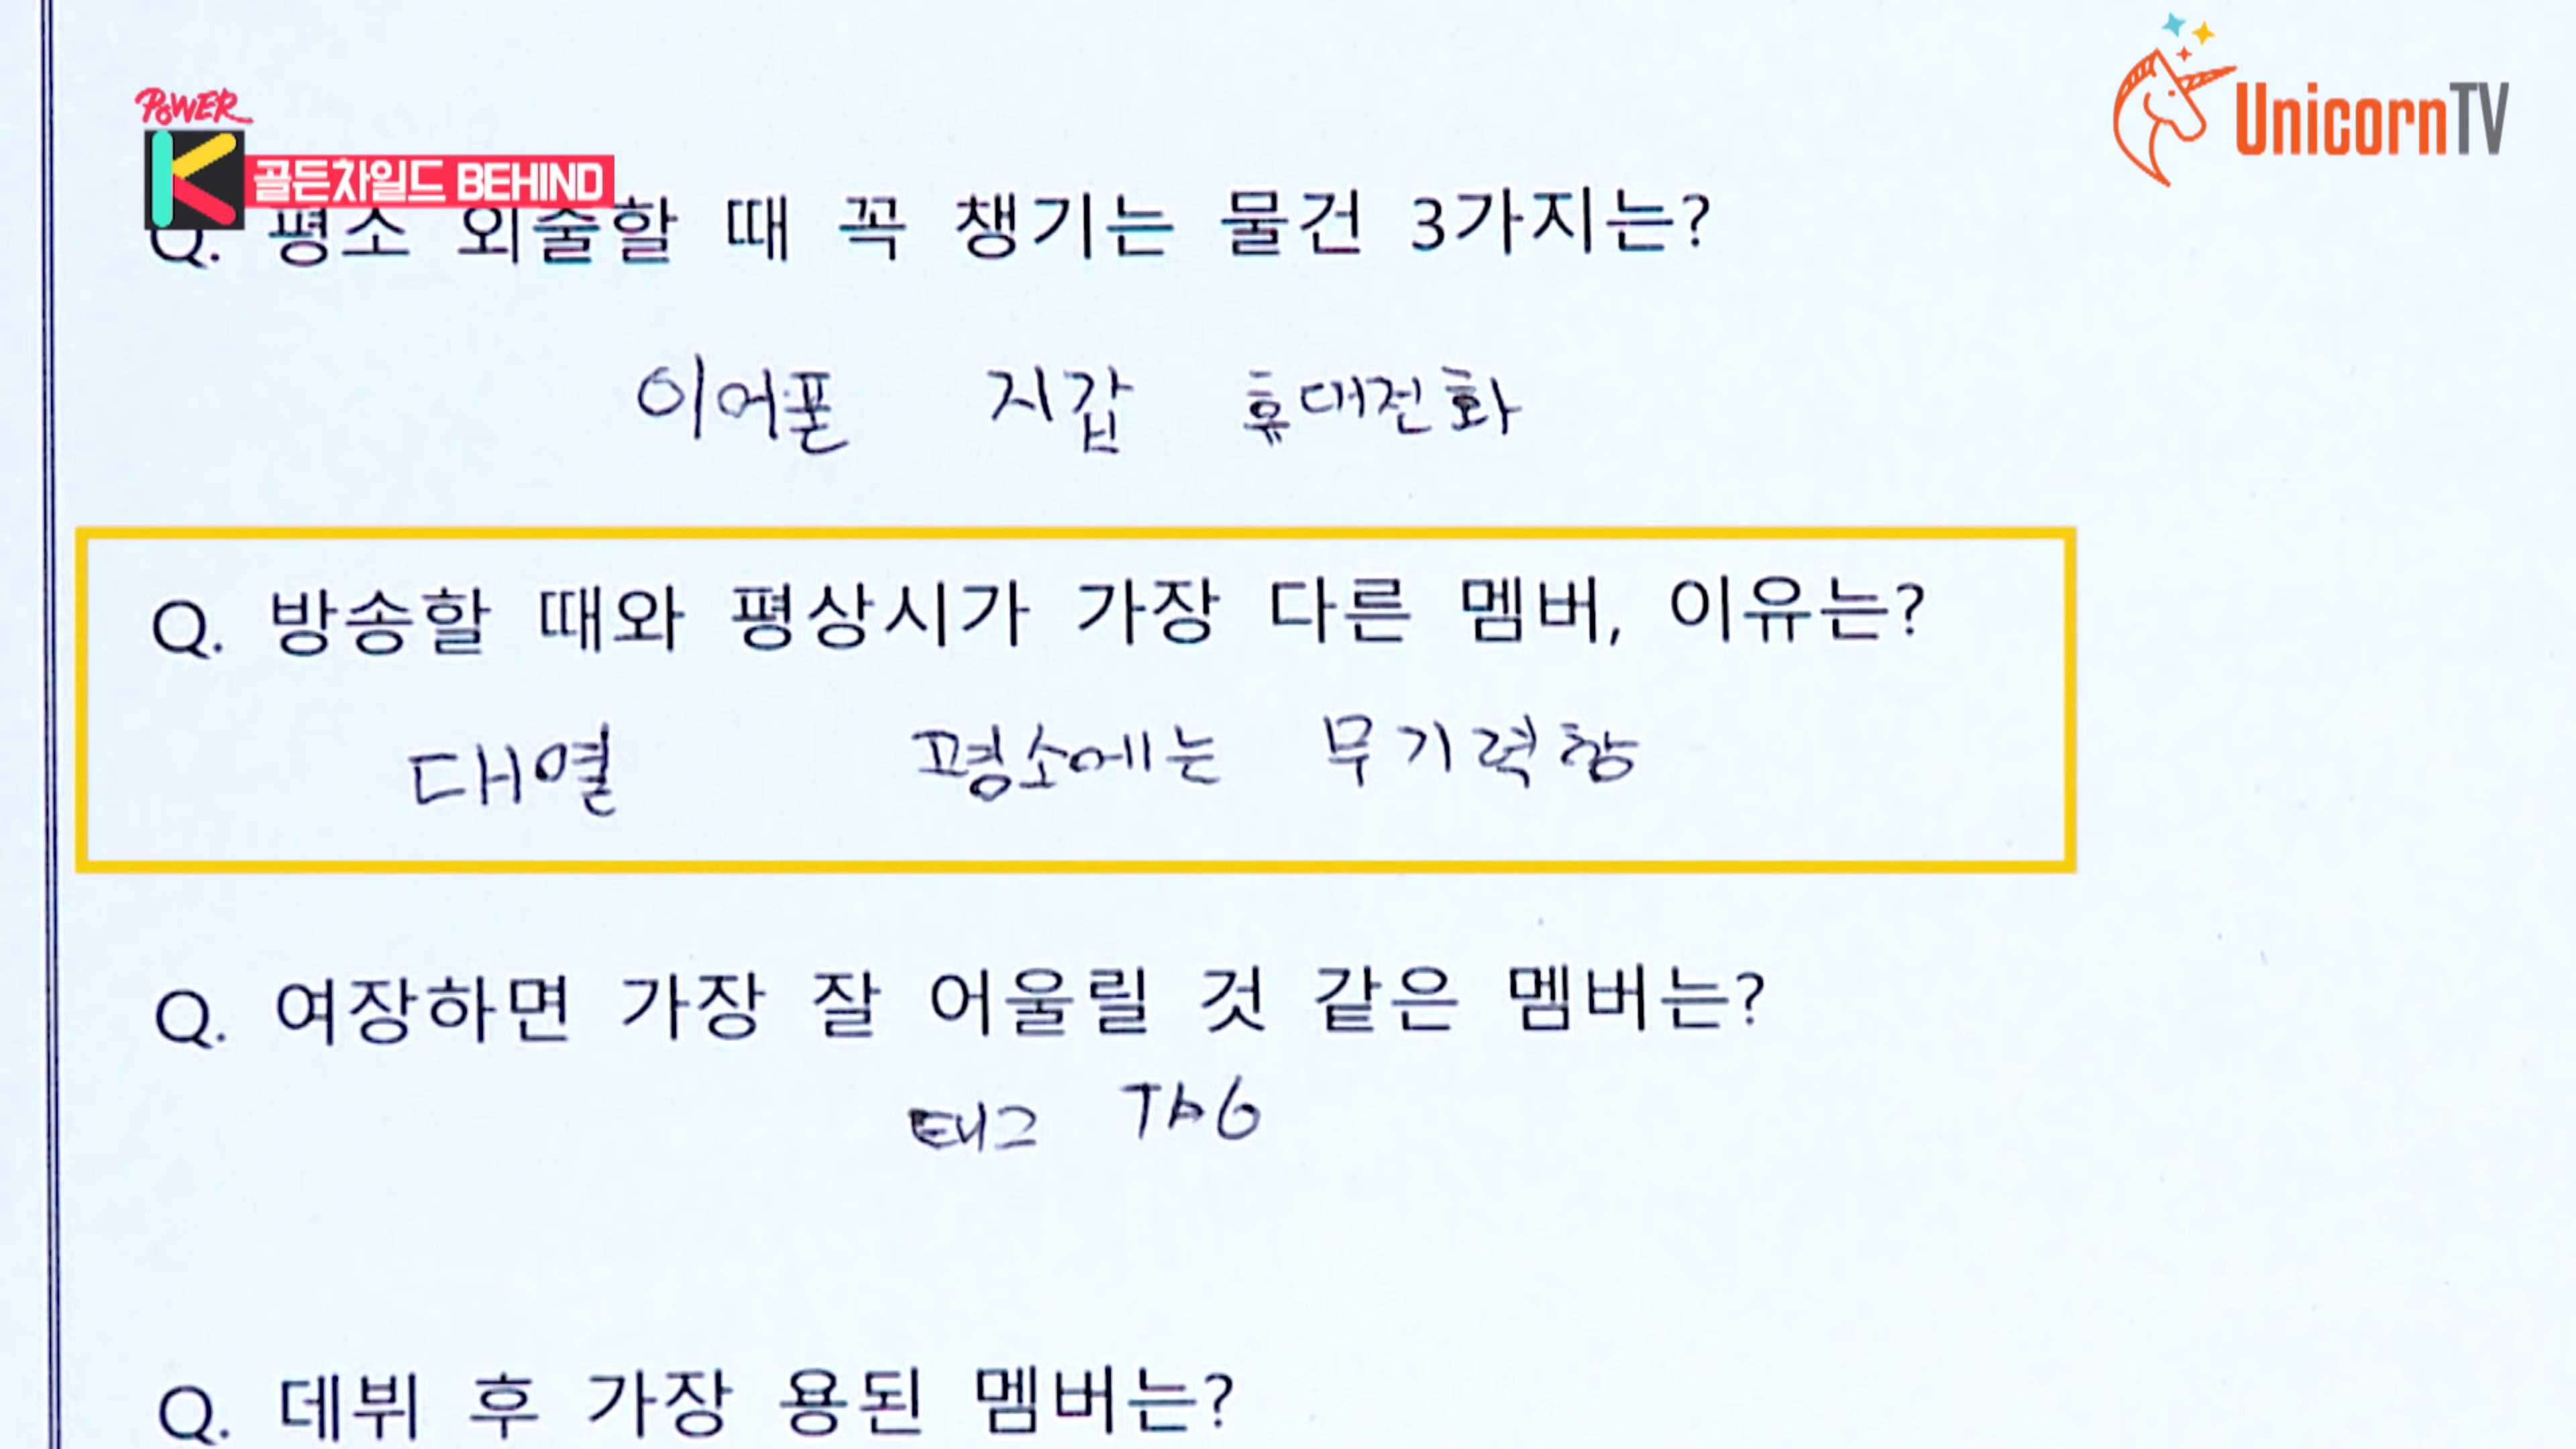 UnicornTV
POWER
K 골든차일드 BEHIND
Q. 평소 외출할 때 꼭 챙기는 물건 3가지는?
이어폰 지갑 휴대전화
Q. 방송할 때와 평상시가 가장 다른 멤버, 이유는?
대열 평소에는 무기력함
Q. 여장하면 가장 잘 어울릴 것 같은 멤버는?
태그 TAG
Q. 데뷔 후 가장 용된 멤버는?